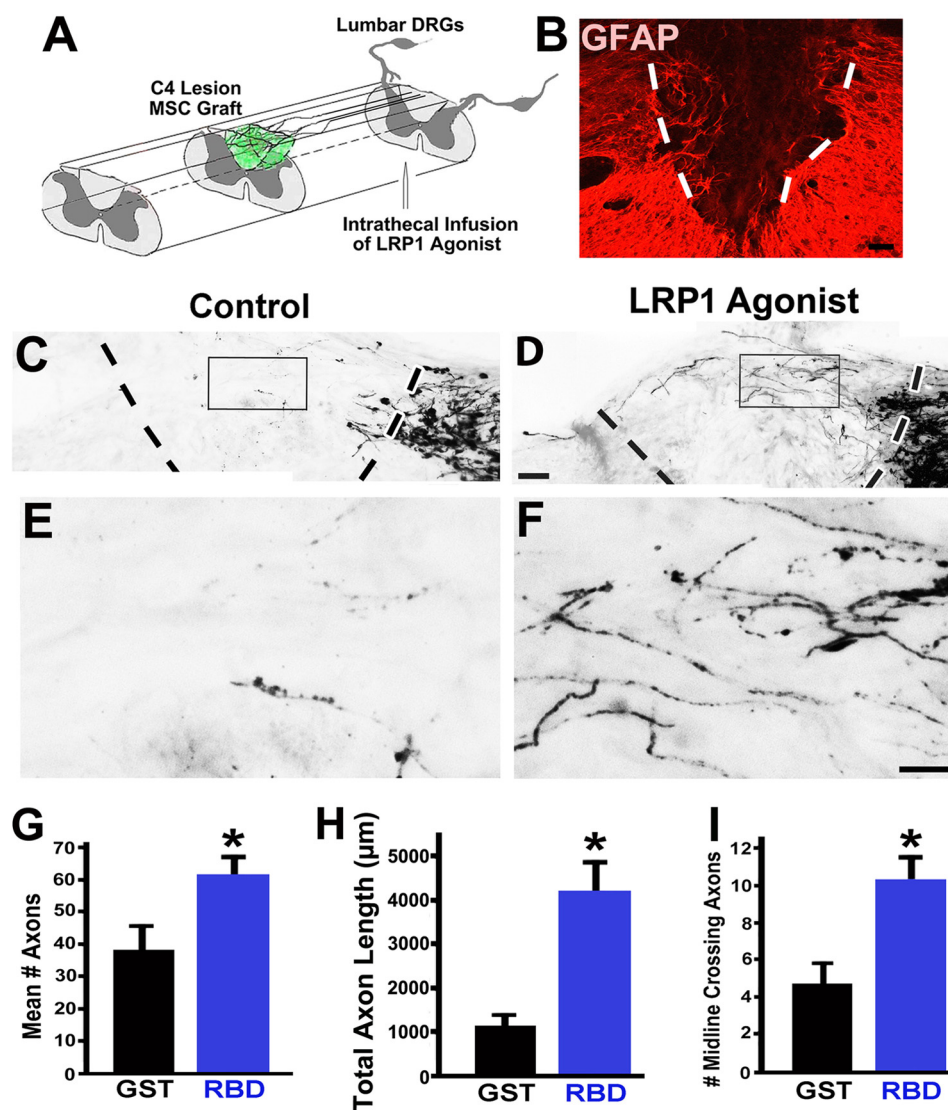 A
Lumbar DRGs
C4 Lesion
MSC Graft
Intrathecal Infusion
of LRP1 Agonist
B
GFAP
Control
LRP1 Agonist
C
D
E
F
G
Mean # Axons
70
60
50
40
30
20
10
0
GST
RBD
*
H
Total Axon Length (µm)
5000
4000
3000
2000
1000
0
GST
RBD
*
I
# Midline Crossing Axons
12
10
8
6
4
2
0
GST
RBD
*